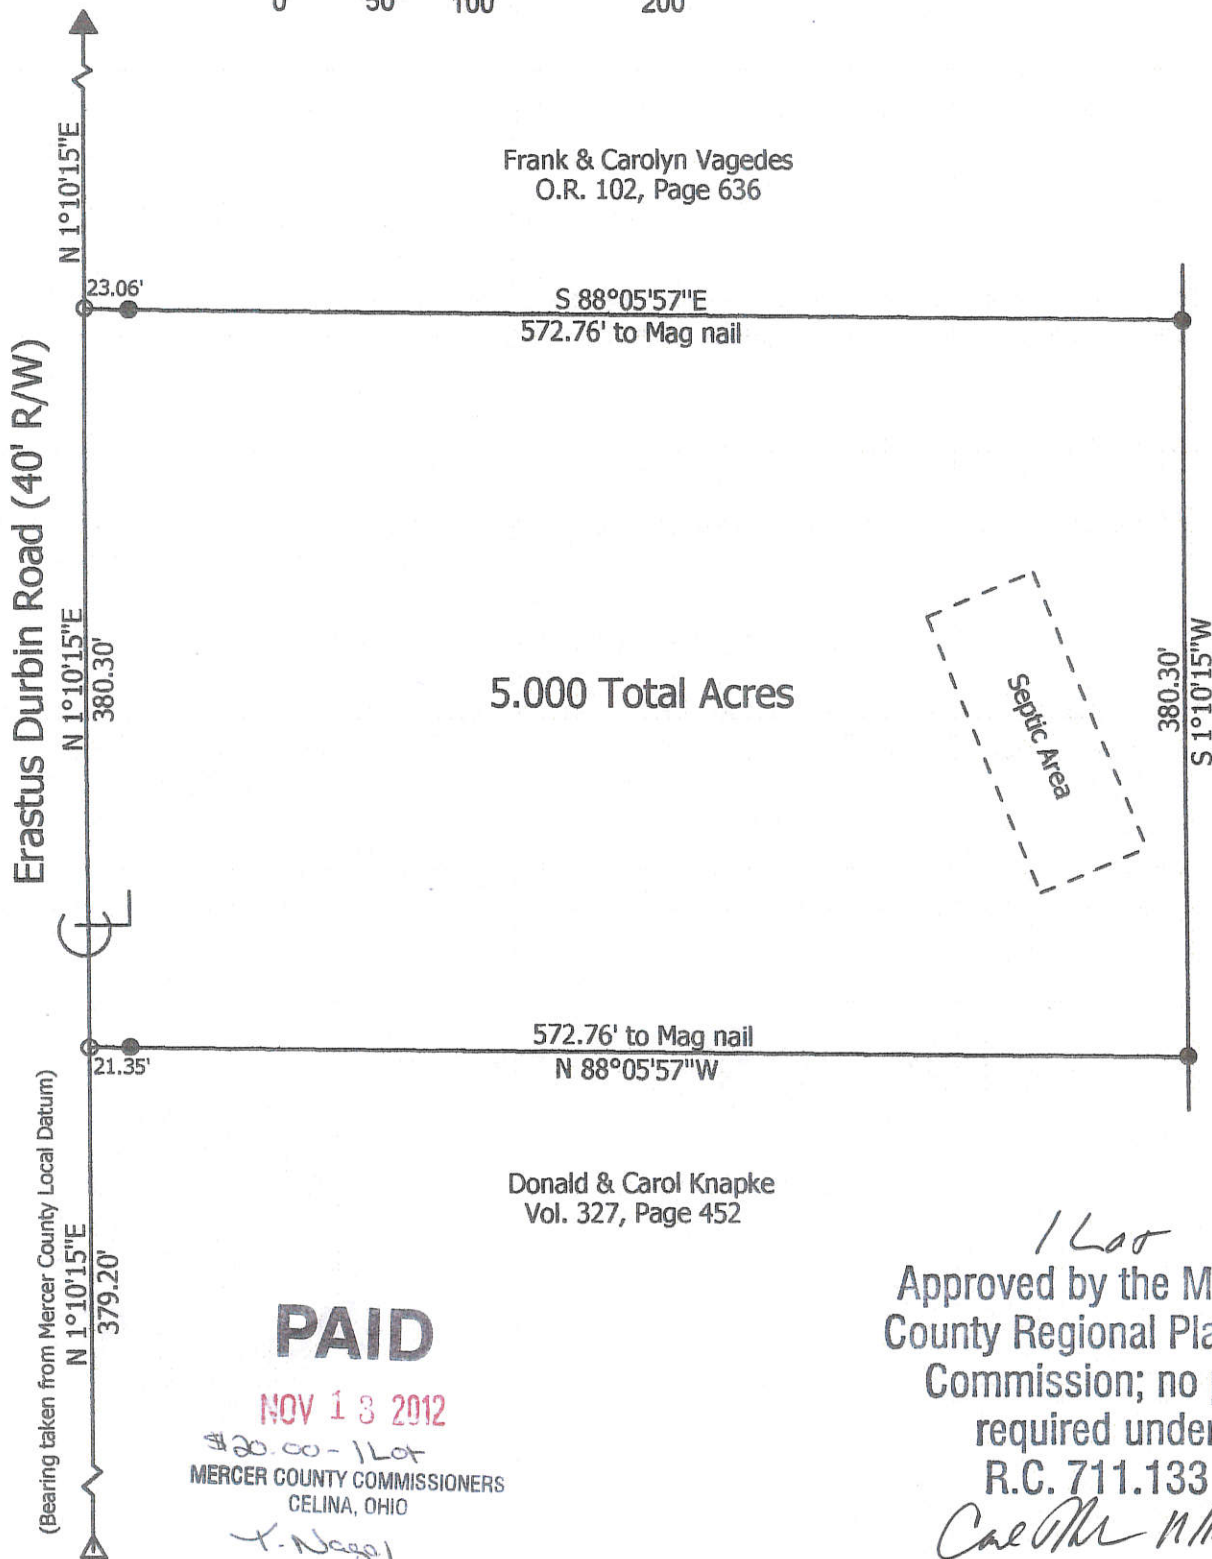 0 50 100 200
N 1°10'15"E
Frank & Carolyn Vagedes
O.R. 102, Page 636
23.06'
S 88°05'57"E
572.76' to Mag nail
Erastus Durbin Road (40' R/W)
N 1°10'15"E
380.30'
5.000 Total Acres
Septic Area
380.30'
S 1°10'15"W
572.76' to Mag nail
N 88°05'57"W
21.35'
(Bearing taken from Mercer County Local Datum)
N 1°10'15"E
379.20'
Donald & Carol Knapke
Vol. 327, Page 452
PAID
NOV 13 2012
$20.00 - 1 Lot
MERCER COUNTY COMMISSIONERS
CELINA, OHIO
1 Lot
Approved by the M
County Regional Pla
Commission; no
required under
R.C. 711.133